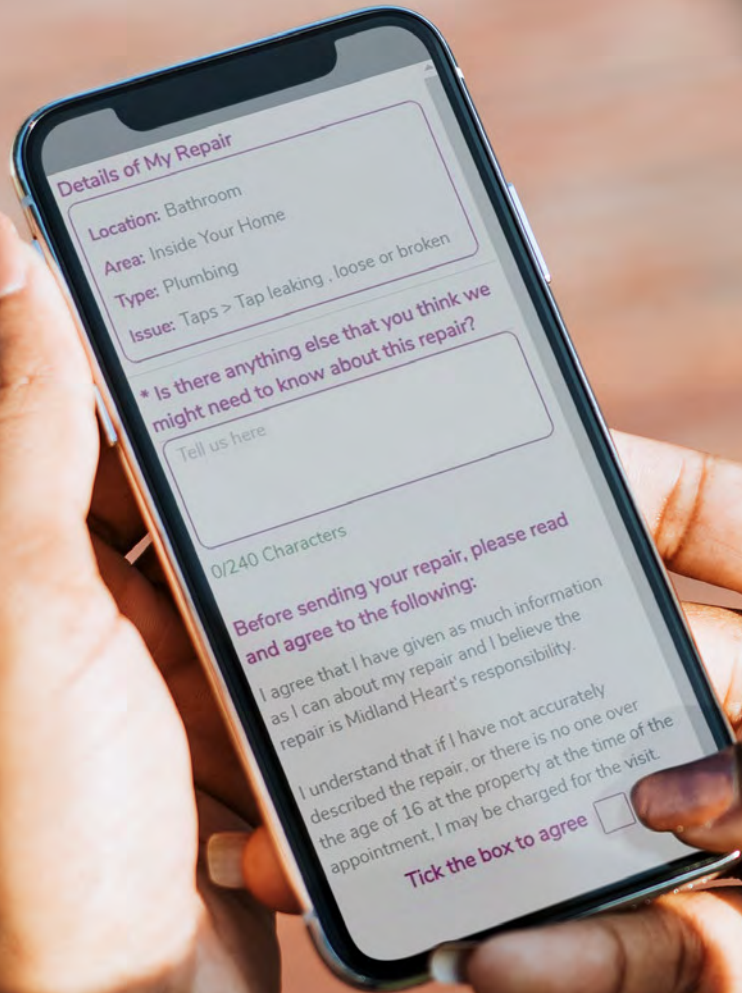 Details of My Repair
Location: Bathroom
Area: Inside Your Home
Type: Plumbing
Issue: Taps > Tap leaking , loose or broken
* Is there anything else that you think we
might need to know about this repair?
Tell us here
0/240 Characters
Before sending your repair, please read
and agree to the following:
I agree that I have given as much information
as I can about my repair and I believe the
repair is Midland Heart's responsibility.
I understand that if I have not accurately
described the repair, or there is no one over
the age of 16 at the property at the time of the
appointment, I may be charged for the visit.
Tick the box to agree